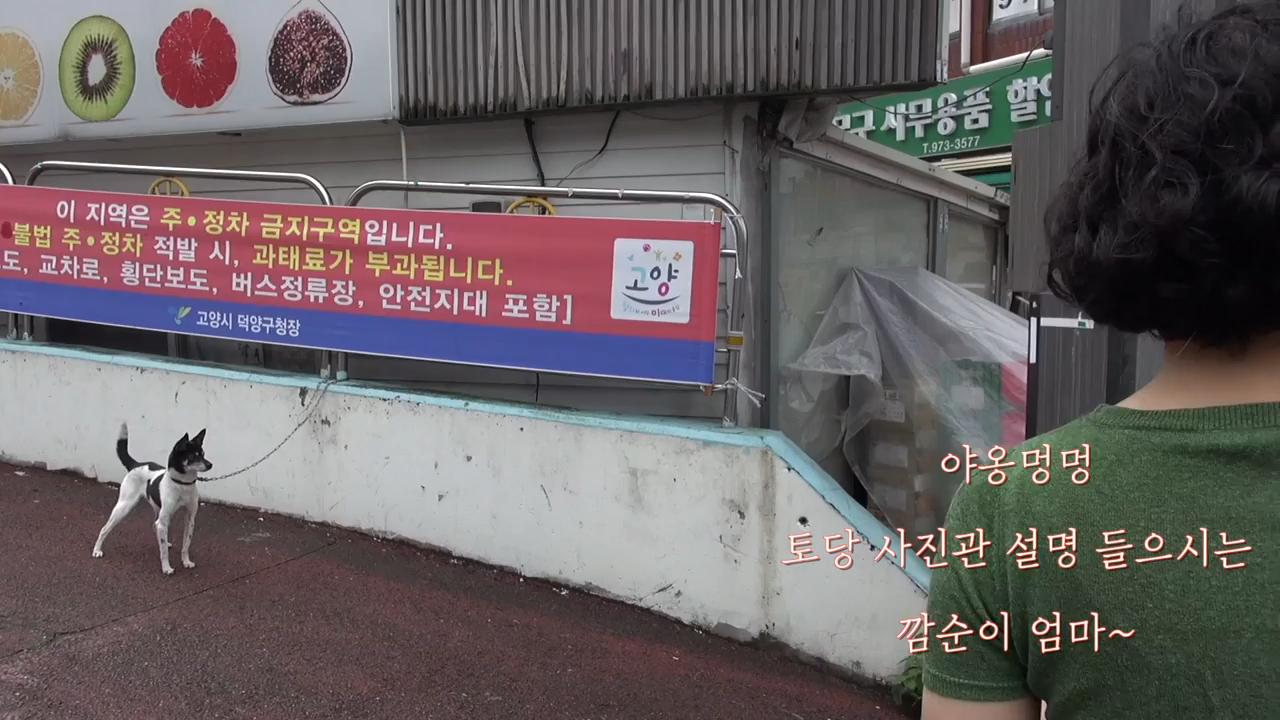 이 지역은 주•정차 금지구역입니다.
불법 주•정차 적발 시, 과태료가 부과됩니다.
도, 교차로, 횡단보도, 버스정류장, 안전지대 포함]
고양
고양시 덕양구청장
문구 사무용품 할인
T.973-3577
야옹멍멍
토당 사진관 설명 들으시는
깜순이 엄마~